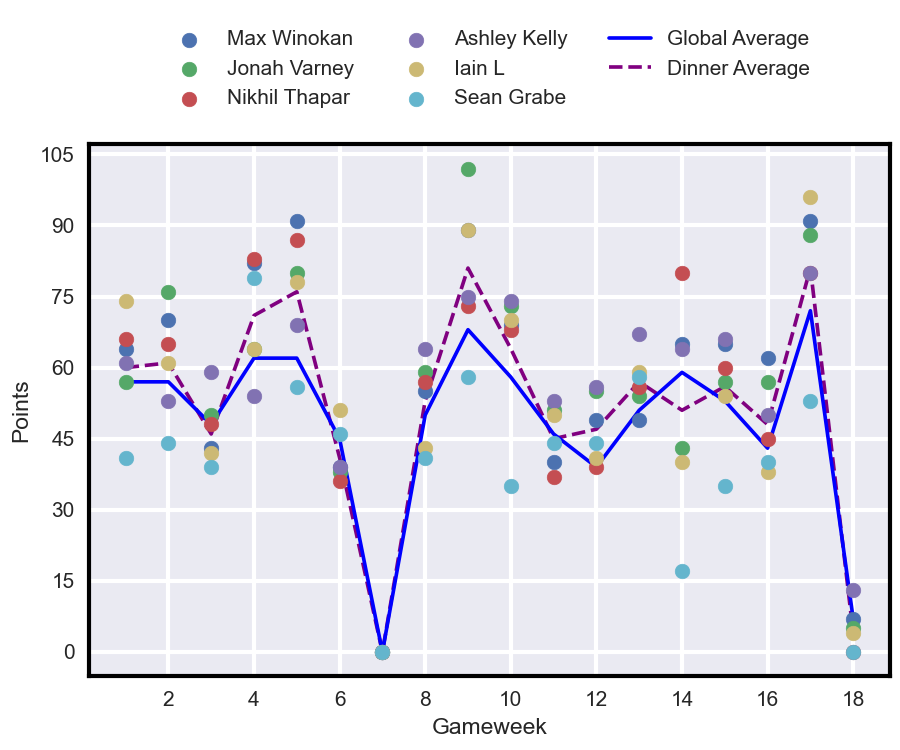 Max Winokan
Jonah Varney
Nikhil Thapar
Ashley Kelly
Iain L
Sean Grabe
Global Average
Dinner Average
105
90
75
60
45
30
15
0
Points
2 4 6 8 10 12 14 16 18
Gameweek